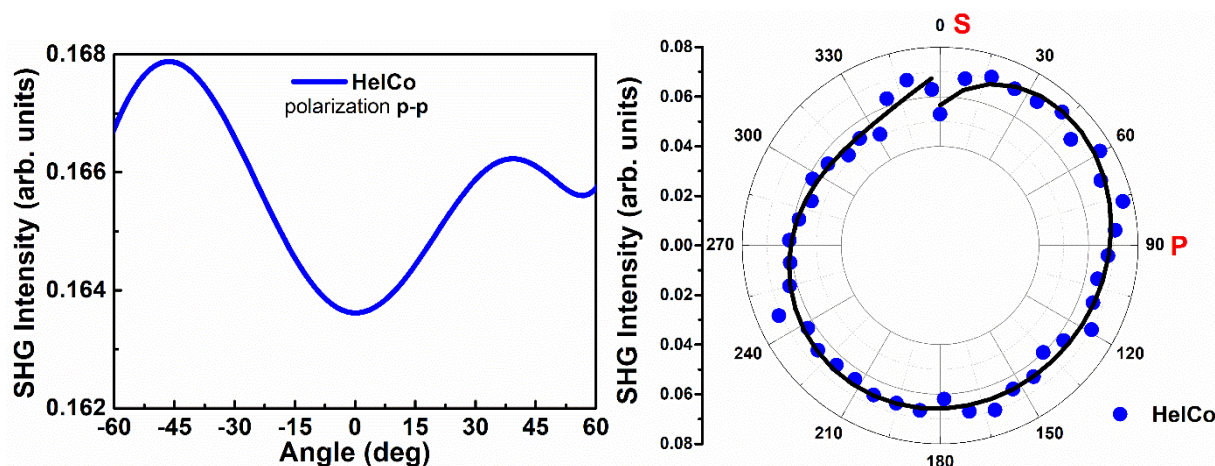 SHG Intensity (arb. units)
0.168
0.166
0.164
0.162
-60 -45 -30 -15 0 15 30 45 60
Angle (deg)
HelCo
polarization p-p
SHG Intensity (arb. units)
0.08
0.06
0.04
0.02
0.00
0.02
0.04
0.06
0.08
0 S
30
60
90 P
120
150
180
210
240
270
300
330
HelCo